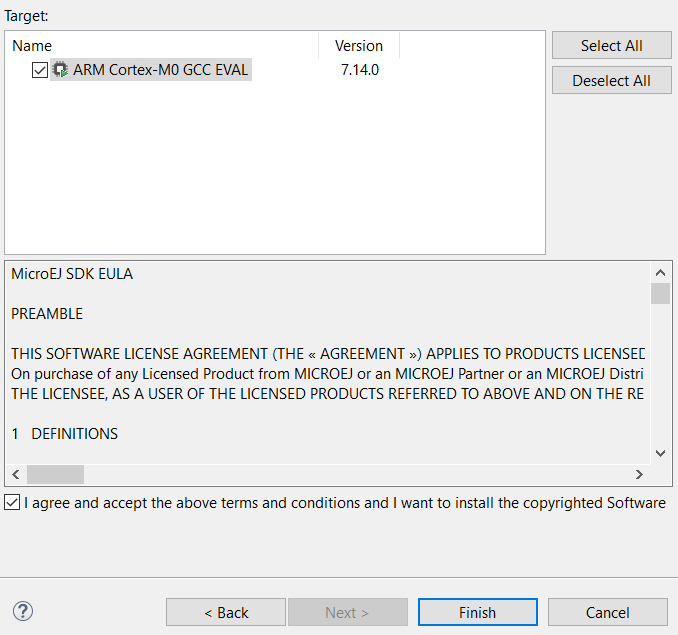 Target:
Name Version Select All
ARM Cortex-M0 GCC EVAL 7.14.0
Deselect All
MicroEJ SDK EULA
PREAMBLE
THIS SOFTWARE LICENSE AGREEMENT (THE « AGREEMENT ») APPLIES TO PRODUCTS LICENSED
On purchase of any Licensed Product from MICROEJ or an MICROEJ Partner or an MICROEJ Distri
THE LICENSEE, AS A USER OF THE LICENSED PRODUCTS REFERRED TO ABOVE AND ON THE RE
1 DEFINITIONS
I agree and accept the above terms and conditions and I want to install the copyrighted Software
? < Back Next > Finish Cancel